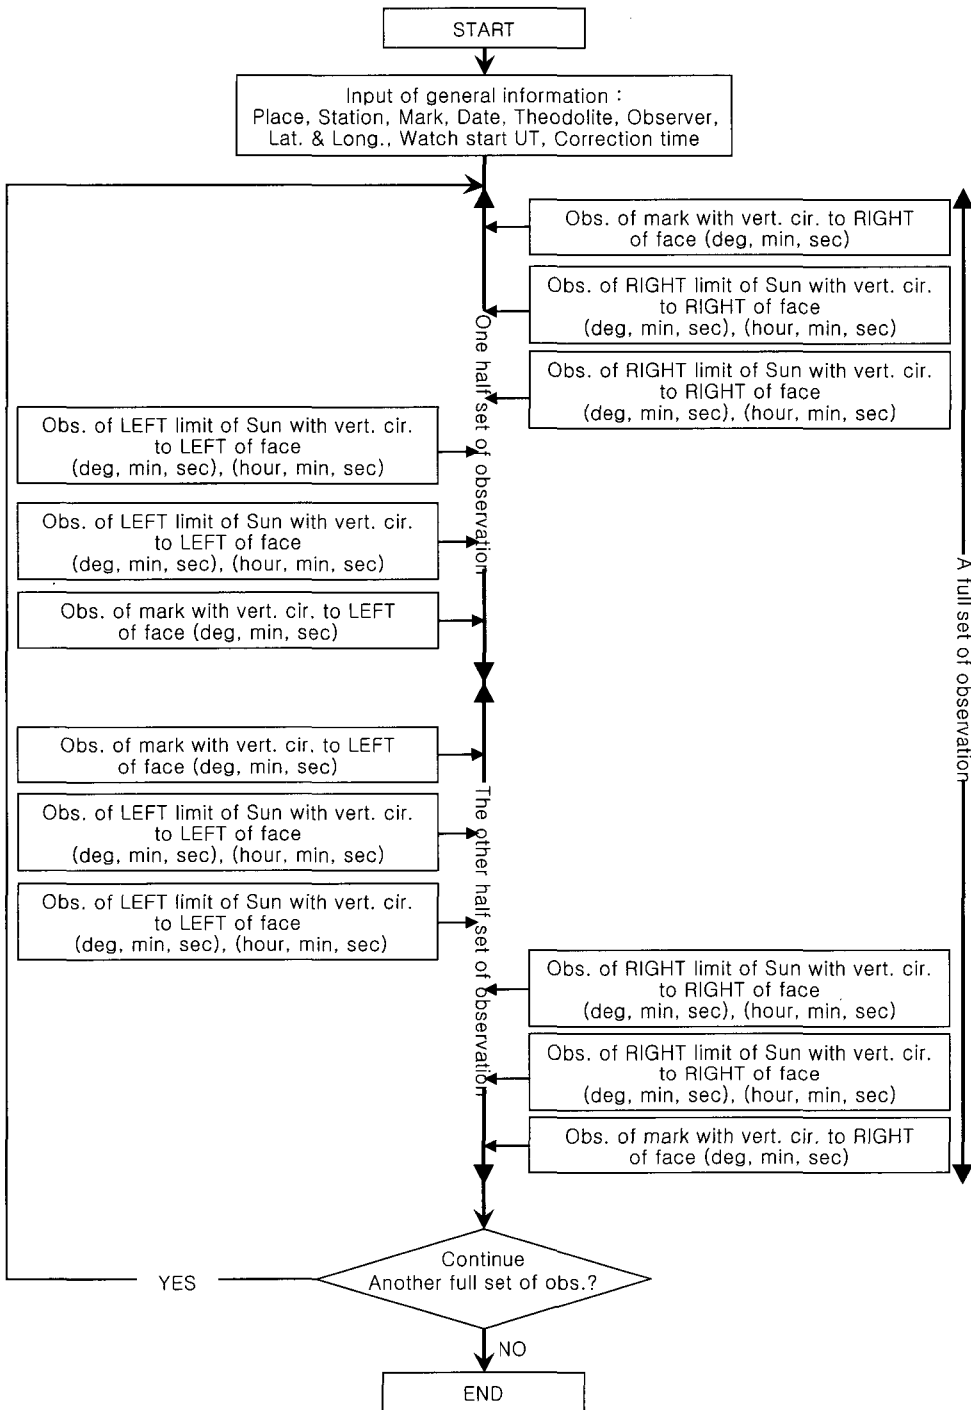 START
Input of general information :
Place, Station, Mark, Date, Theodolite, Observer,
Lat. & Long., Watch start UT, Correction time
Obs. of mark with vert. cir. to RIGHT
of face (deg, min, sec)
Obs. of RIGHT limit of Sun with vert. cir.
to RIGHT of face
(deg, min, sec), (hour, min, sec)
Obs. of RIGHT limit of Sun with vert. cir.
to RIGHT of face
(deg, min, sec), (hour, min, sec)
One half set of observation
Obs. of LEFT limit of Sun with vert. cir.
to LEFT of face
(deg, min, sec), (hour, min, sec)
Obs. of LEFT limit of Sun with vert. cir.
to LEFT of face
(deg, min, sec), (hour, min, sec)
Obs. of mark with vert. cir. to LEFT
of face (deg, min, sec)
A full set of observation
Obs. of mark with vert. cir. to LEFT
of face (deg, min, sec)
Obs. of LEFT limit of Sun with vert. cir.
to LEFT of face
(deg, min, sec), (hour, min, sec)
Obs. of LEFT limit of Sun with vert. cir.
to LEFT of face
(deg, min, sec), (hour, min, sec)
The other half set of observation
Obs. of RIGHT limit of Sun with vert. cir.
to RIGHT of face
(deg, min, sec), (hour, min, sec)
Obs. of RIGHT limit of Sun with vert. cir.
to RIGHT of face
(deg, min, sec), (hour, min, sec)
Obs. of mark with vert. cir. to RIGHT
of face (deg, min, sec)
Continue
Another full set of obs.?
YES
NO
END